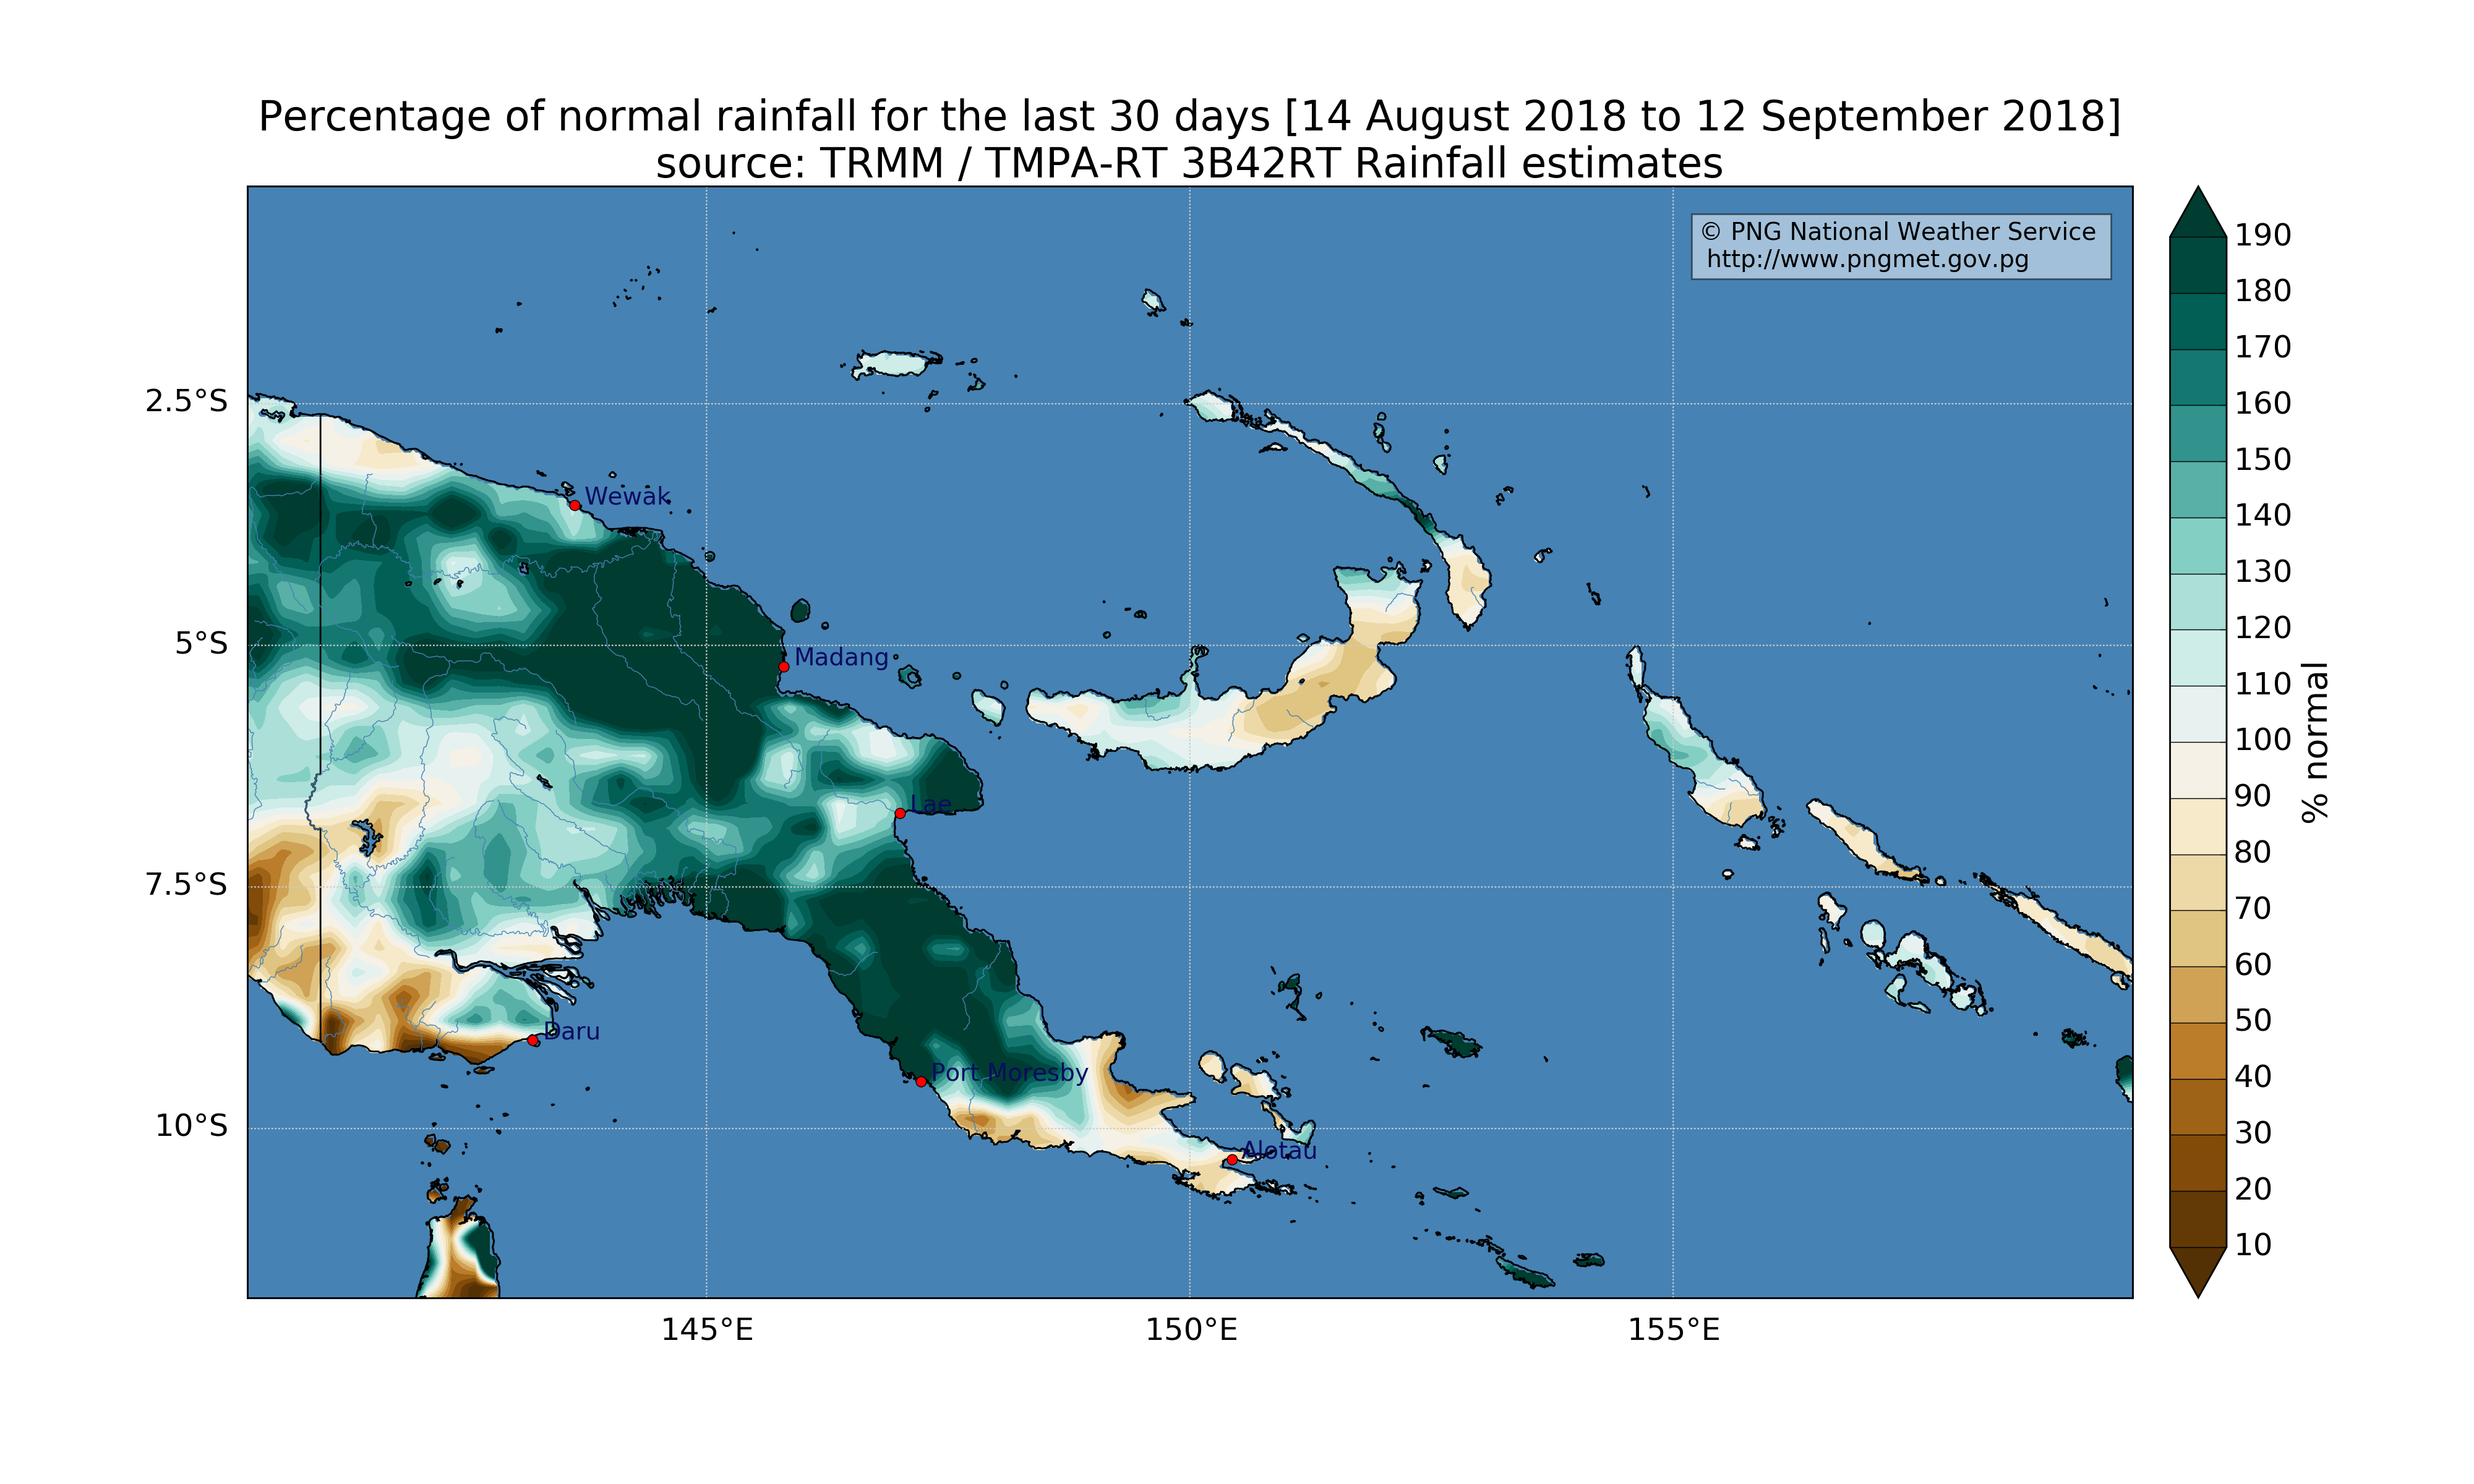 Percentage of normal rainfall for the last 30 days [14 August 2018 to 12 September 2018]
source: TRMM / TMPA-RT 3B42RT Rainfall estimates
© PNG National Weather Service
http://www.pngmet.gov.pg
190
180
170
160
150
140
130
120
110
100
90
80
70
60
50
40
30
20
10
% normal
2.5°S
5°S
7.5°S
10°S
Wewak
Madang
Lae
Daru
Port Moresby
Alotau
145°E
150°E
155°E